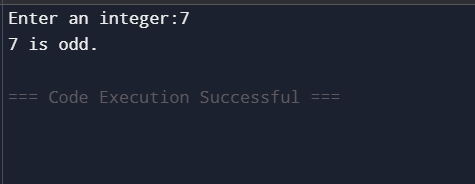 Enter an integer:7
7 is odd.
=== Code Execution Successful ===